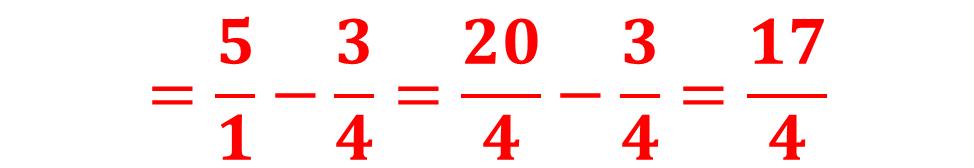 = 5/1 − 3/4 = 20/4 − 3/4 = 17/4